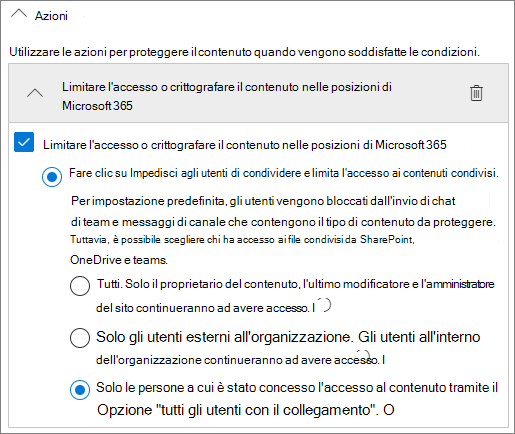 Azioni
Utilizzare le azioni per proteggere il contenuto quando vengono soddisfatte le condizioni.
Limitare l'accesso o crittografare il contenuto nelle posizioni di
Microsoft 365
Limitare l'accesso o crittografare il contenuto nelle posizioni di Microsoft 365
Fare clic su Impedisci agli utenti di condividere e limita l'accesso ai contenuti condivisi.
Per impostazione predefinita, gli utenti vengono bloccati dall'invio di chat
di team e messaggi di canale che contengono il tipo di contenuto da proteggere.
Tuttavia, è possibile scegliere chi ha accesso ai file condivisi da SharePoint,
OneDrive e teams.
Tutti. Solo il proprietario del contenuto, l'ultimo modificatore e l'amministratore
del sito continueranno ad avere accesso. I
Solo gli utenti esterni all'organizzazione. Gli utenti all'interno
dell'organizzazione continueranno ad avere accesso. I
Solo le persone a cui è stato concesso l'accesso al contenuto tramite il
Opzione "tutti gli utenti con il collegamento". O